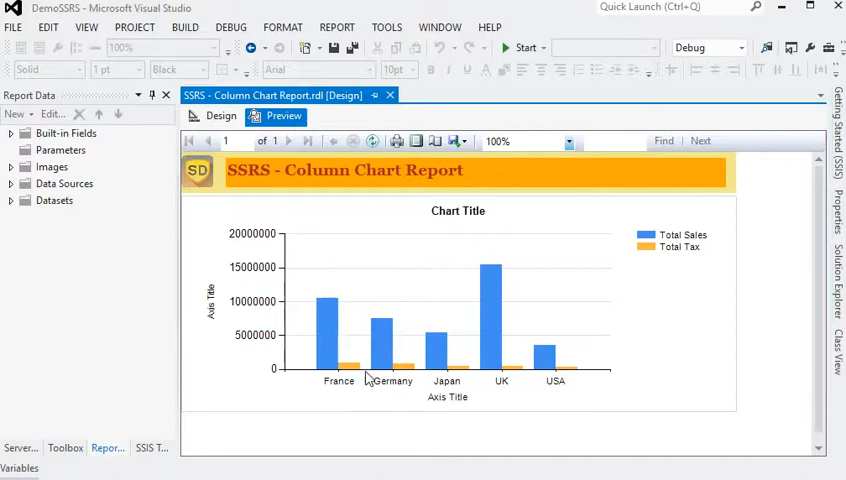 DemoSSRS - Microsoft Visual Studio
Quick Launch (Ctrl+Q)
FILE EDIT VIEW PROJECT BUILD DEBUG FORMAT REPORT TOOLS WINDOW HELP
100%
Start
Debug
Solid
1 pt
Black
Arial
10pt
B I U A
Report Data
New
Edit...
Built-in Fields
Parameters
Images
Data Sources
Datasets
SSRS - Column Chart Report.rdl [Design]
Design
Preview
1 of 1
100%
Find
Next
SD
SSRS - Column Chart Report
Chart Title
20000000
15000000
10000000
5000000
0
Axis Title
France Germany Japan UK USA
Axis Title
Total Sales
Total Tax
Getting Started (SSIS)
Properties
Solution Explorer
Class View
Server... Toolbox Repor... SSIS T...
Variables